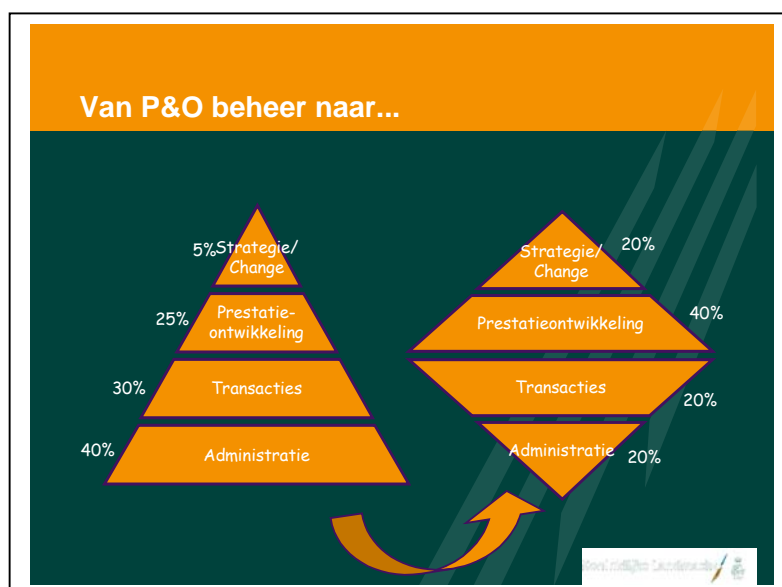 Van P&O beheer naar...
5%
Strategie/
Change
25%
Prestatie-
ontwikkeling
30%
Transacties
40%
Administratie
Strategie/
Change
20%
Prestatieontwikkeling
40%
Transacties
20%
Administratie
20%